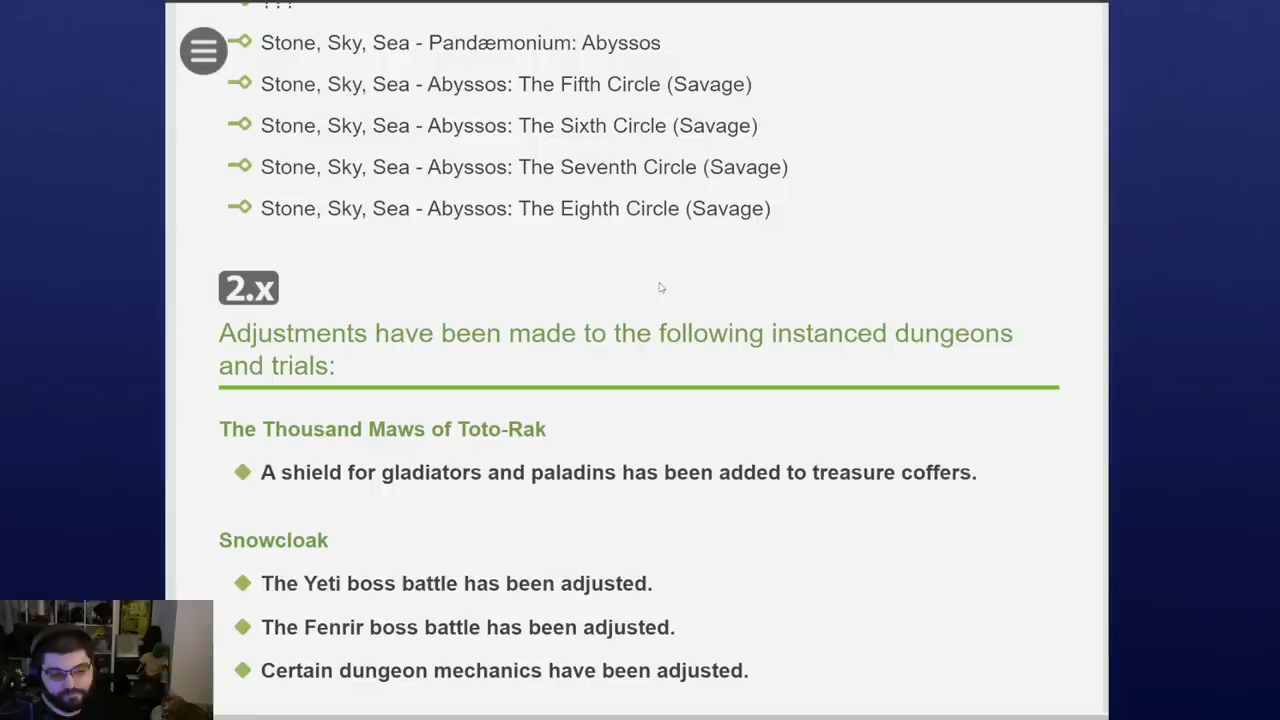 Stone, Sky, Sea - Pandæmonium: Abyssos
Stone, Sky, Sea - Abyssos: The Fifth Circle (Savage)
Stone, Sky, Sea - Abyssos: The Sixth Circle (Savage)
Stone, Sky, Sea - Abyssos: The Seventh Circle (Savage)
Stone, Sky, Sea - Abyssos: The Eighth Circle (Savage)
2.x
Adjustments have been made to the following instanced dungeons
and trials:
The Thousand Maws of Toto-Rak
A shield for gladiators and paladins has been added to treasure coffers.
Snowcloak
The Yeti boss battle has been adjusted.
The Fenrir boss battle has been adjusted.
Certain dungeon mechanics have been adjusted.